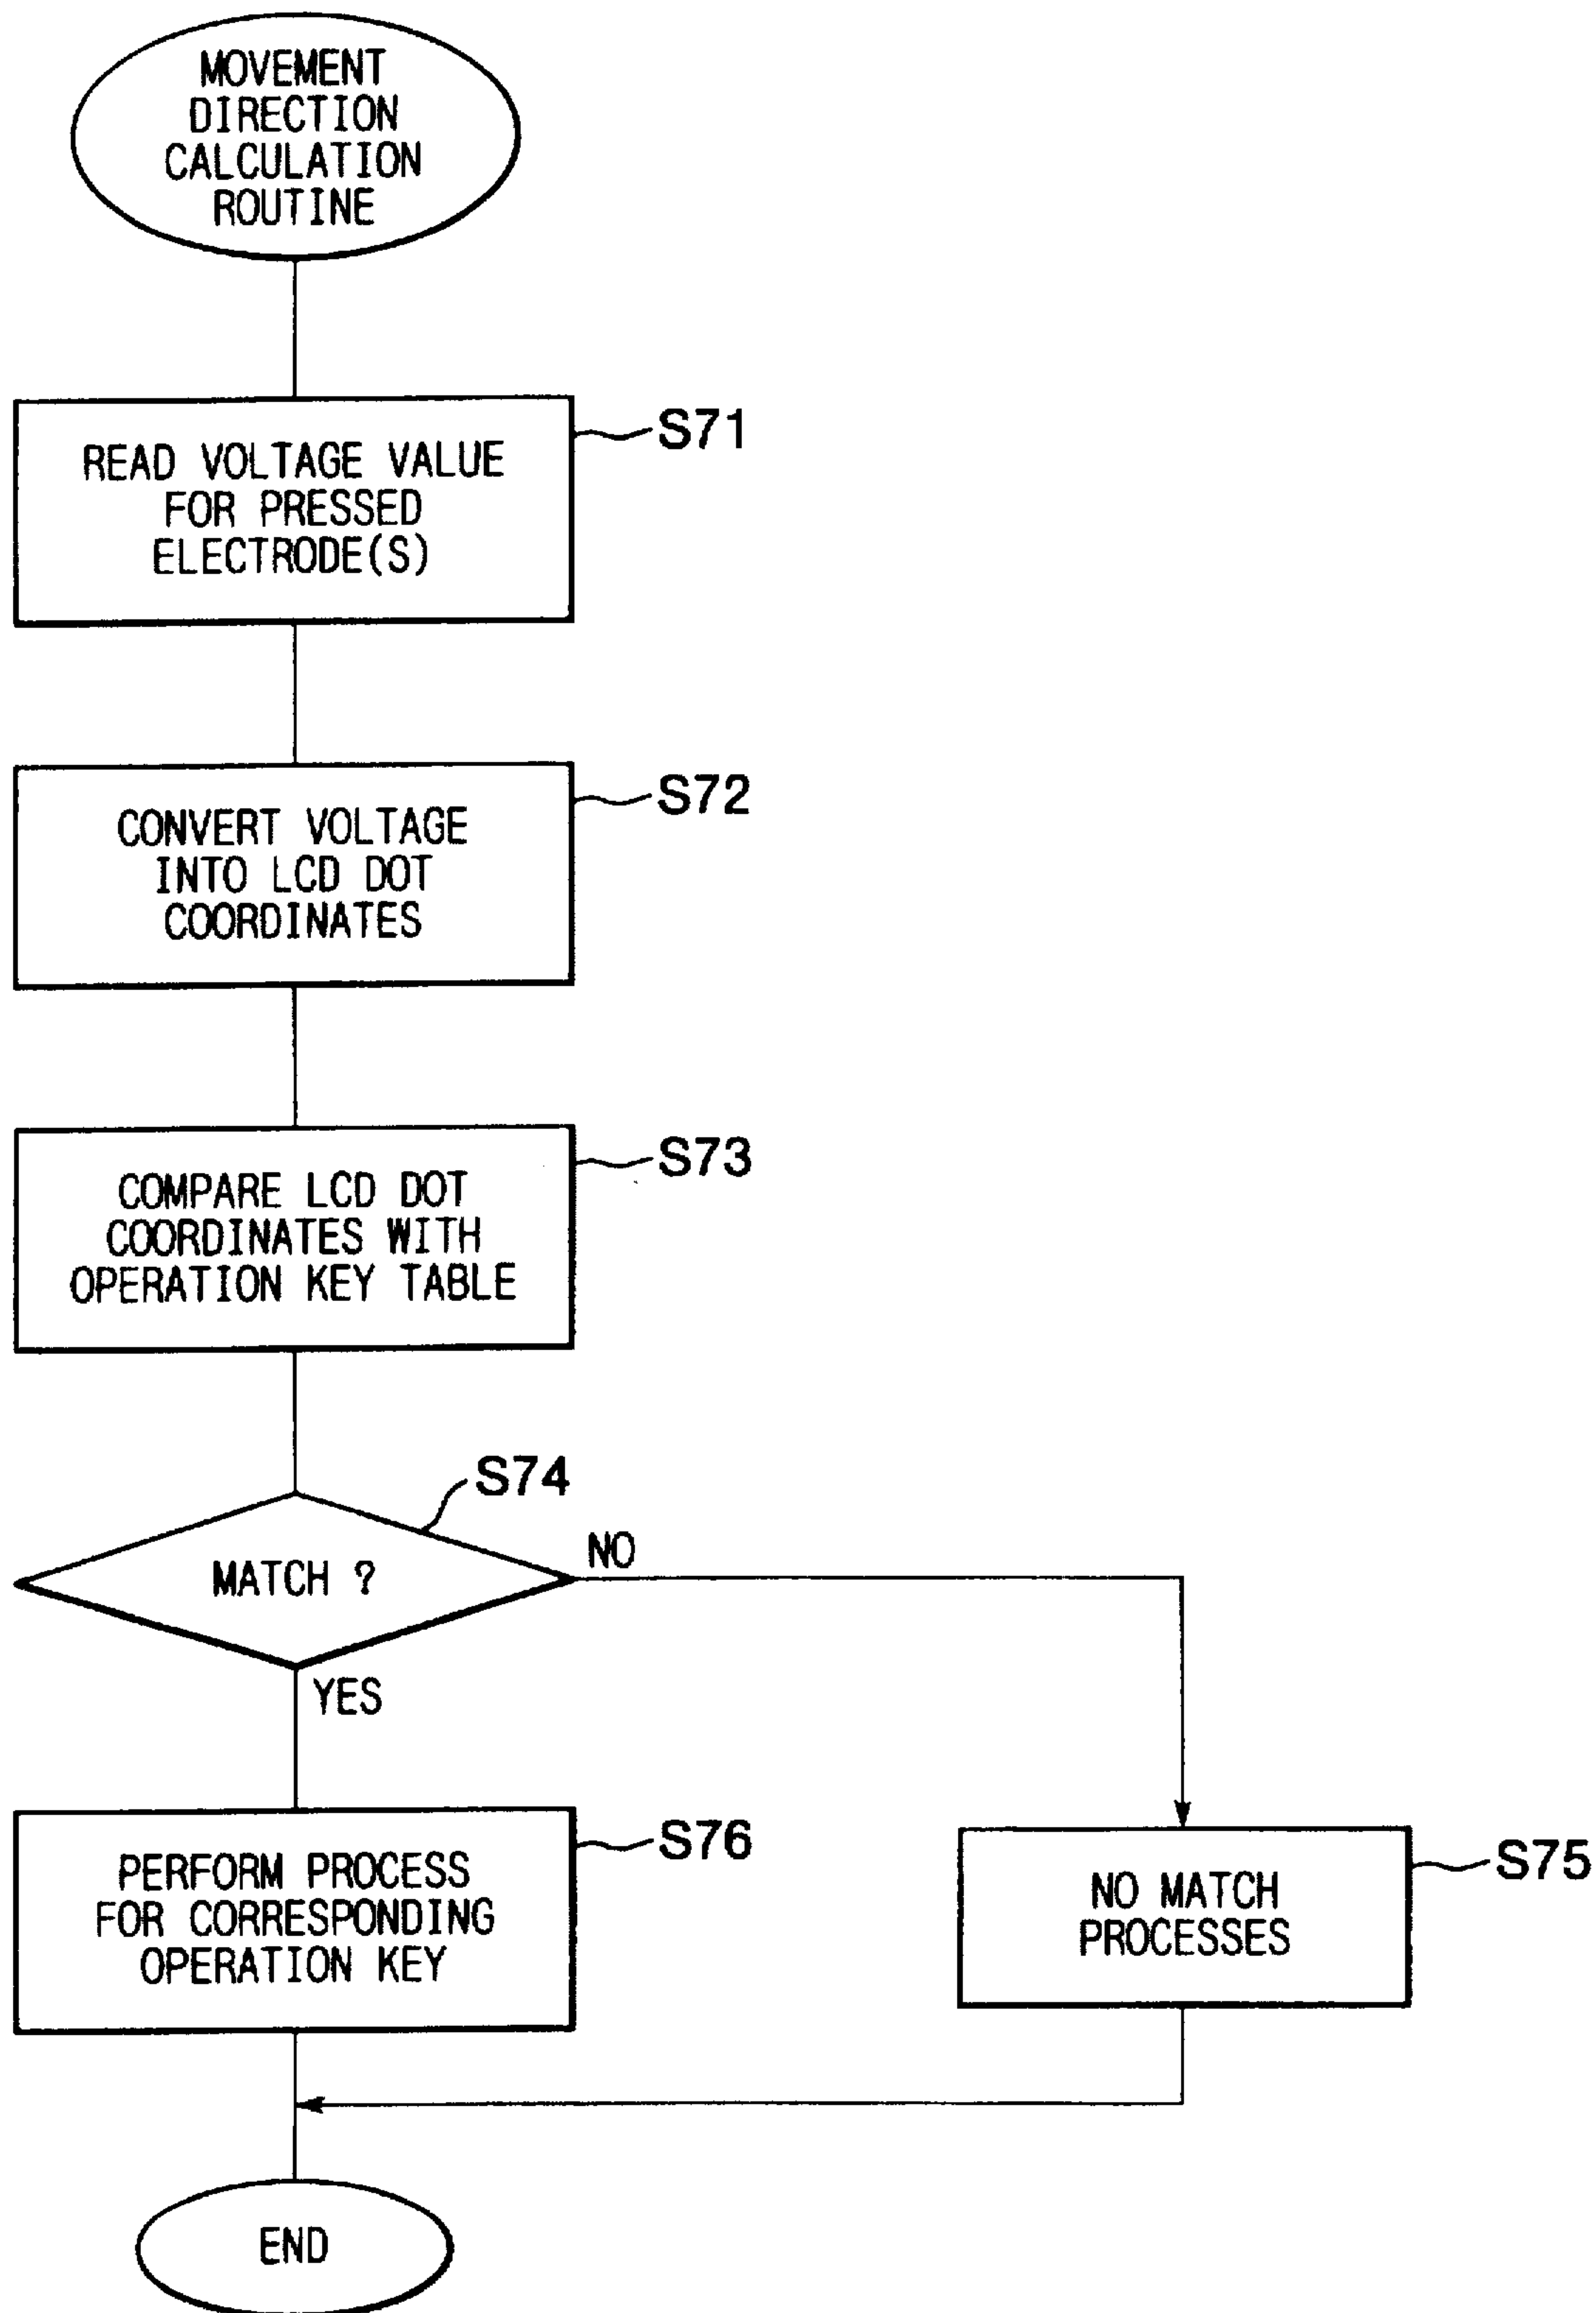 MOVEMENT
DIRECTION
CALCULATION
ROUTINE
S71
READ VOLTAGE VALUE
FOR PRESSED
ELECTRODE(S)
S72
CONVERT VOLTAGE
INTO LCD DOT
COORDINATES
S73
COMPARE LCD DOT
COORDINATES WITH
OPERATION KEY TABLE
S74
MATCH ?
NO
YES
S76
PERFORM PROCESS
FOR CORRESPONDING
OPERATION KEY
S75
NO MATCH
PROCESSES
END